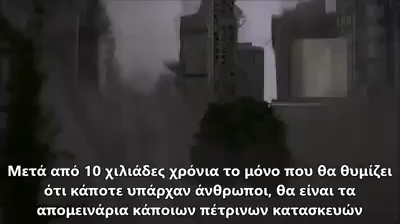 Μετά από 10 χιλιάδες χρόνια το μόνο που θα θυμίζει
ότι κάποτε υπάρχαν άνθρωποι, θα είναι τα
απομεινάρια κάποιων πέτρινων κατασκευών